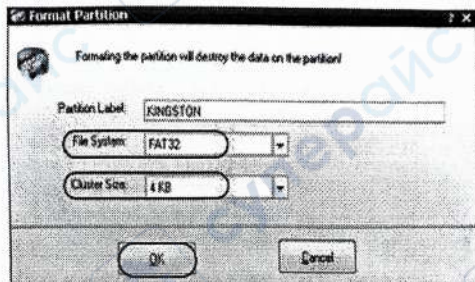 Format Partition
Formating the partition will destroy the data on the partition!
Partition Label: KINGSTON
File System: FAT32
Cluster Size: 4 KB
OK Cancel
суперайс